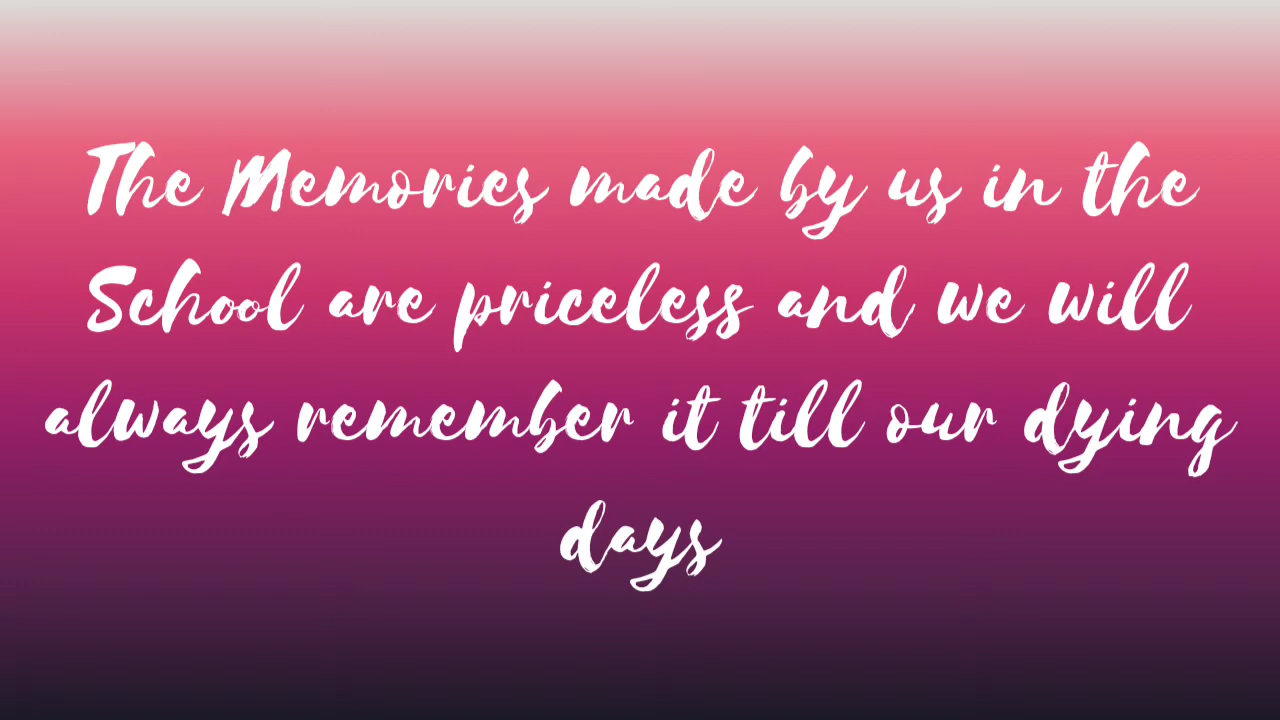 The Memories made by us in the
School are priceless and we will
always remember it till our dying
days